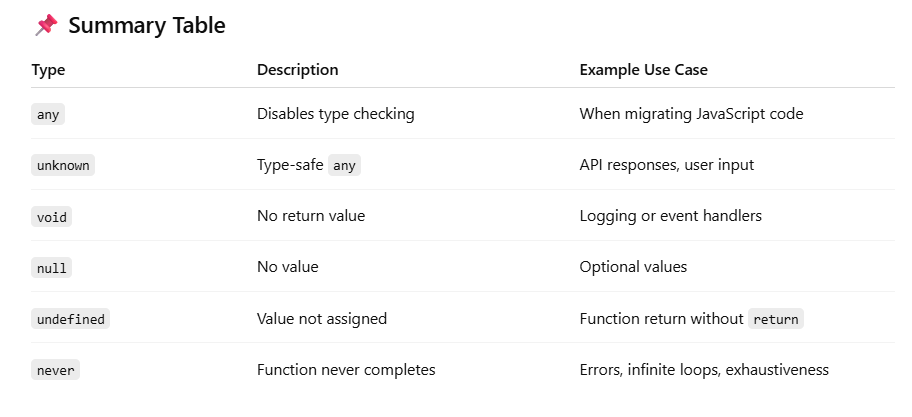 📌 Summary Table
Type Description Example Use Case
any Disables type checking When migrating JavaScript code
unknown Type-safe any API responses, user input
void No return value Logging or event handlers
null No value Optional values
undefined Value not assigned Function return without return
never Function never completes Errors, infinite loops, exhaustiveness